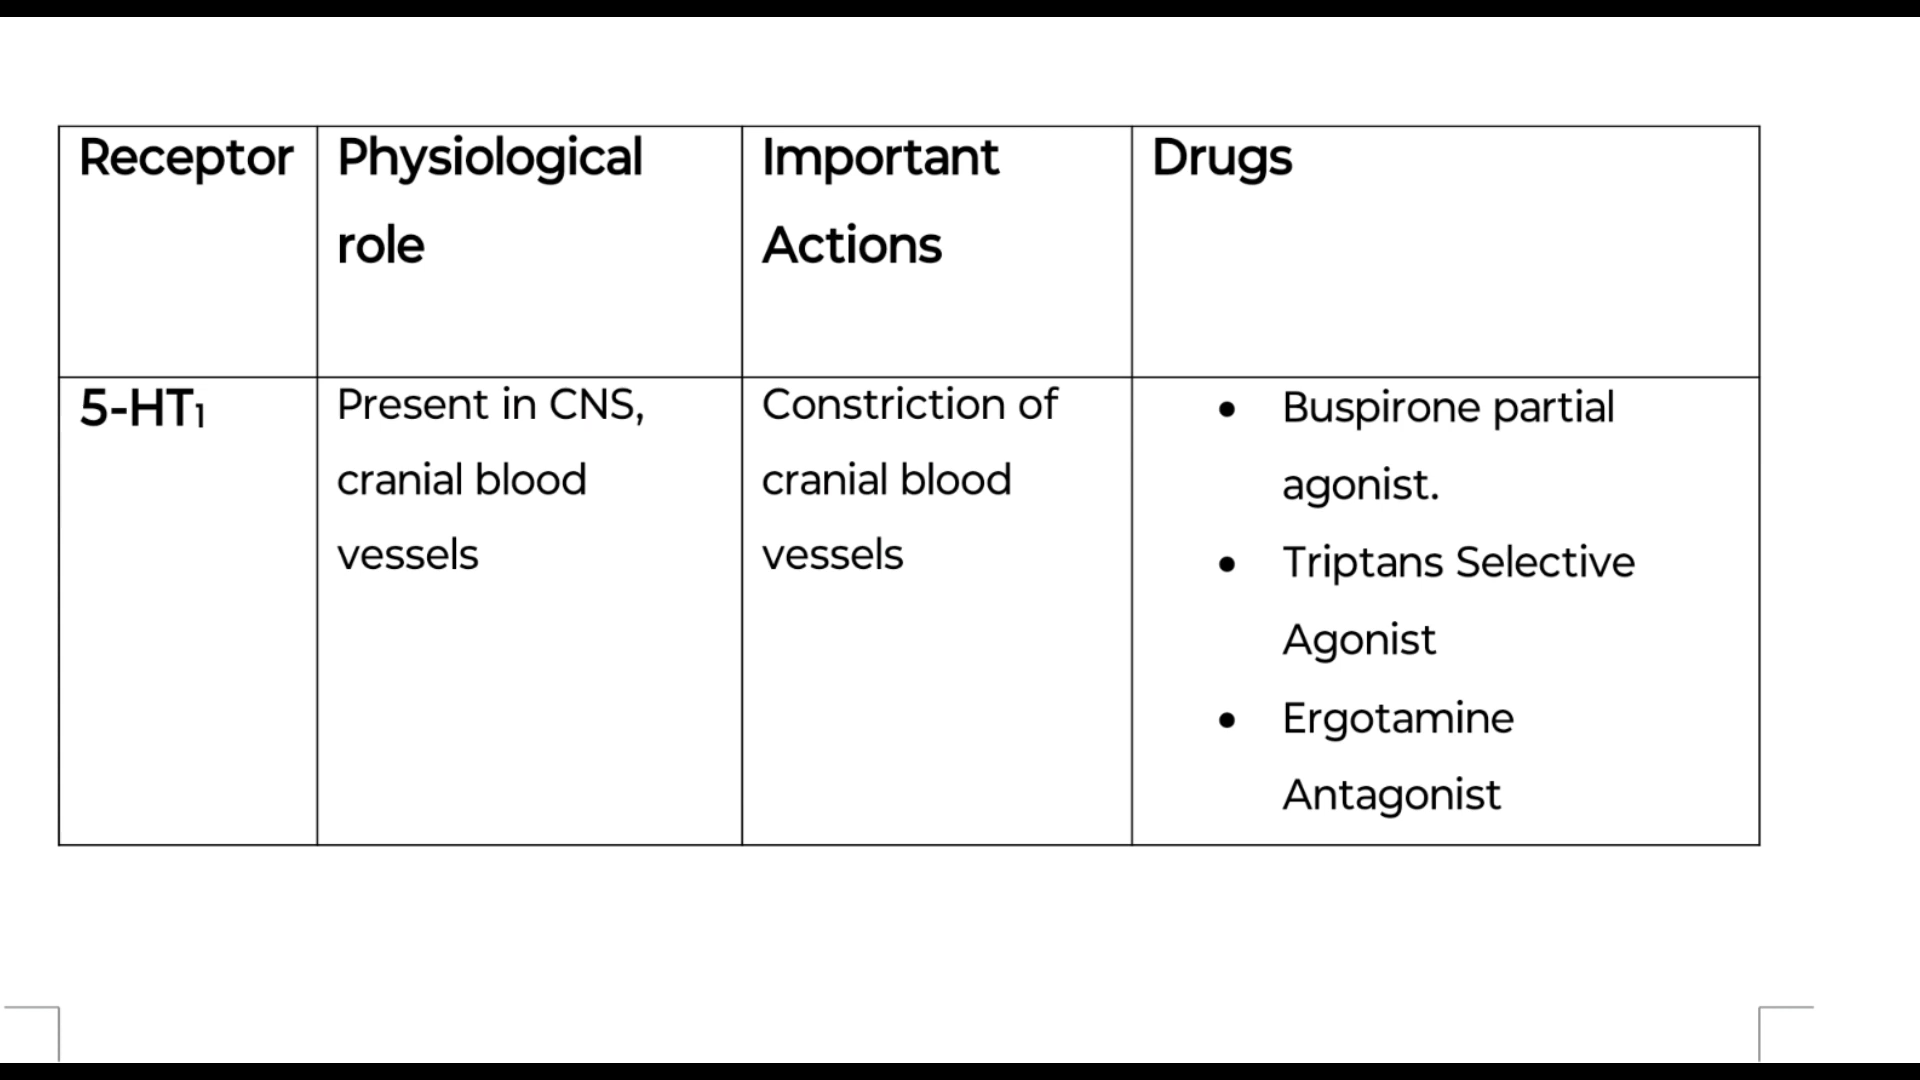 Receptor
Physiological
role
Important
Actions
Drugs
5-HT₁
Present in CNS,
cranial blood
vessels
Constriction of
cranial blood
vessels
• Buspirone partial
agonist.
• Triptans Selective
Agonist
• Ergotamine
Antagonist